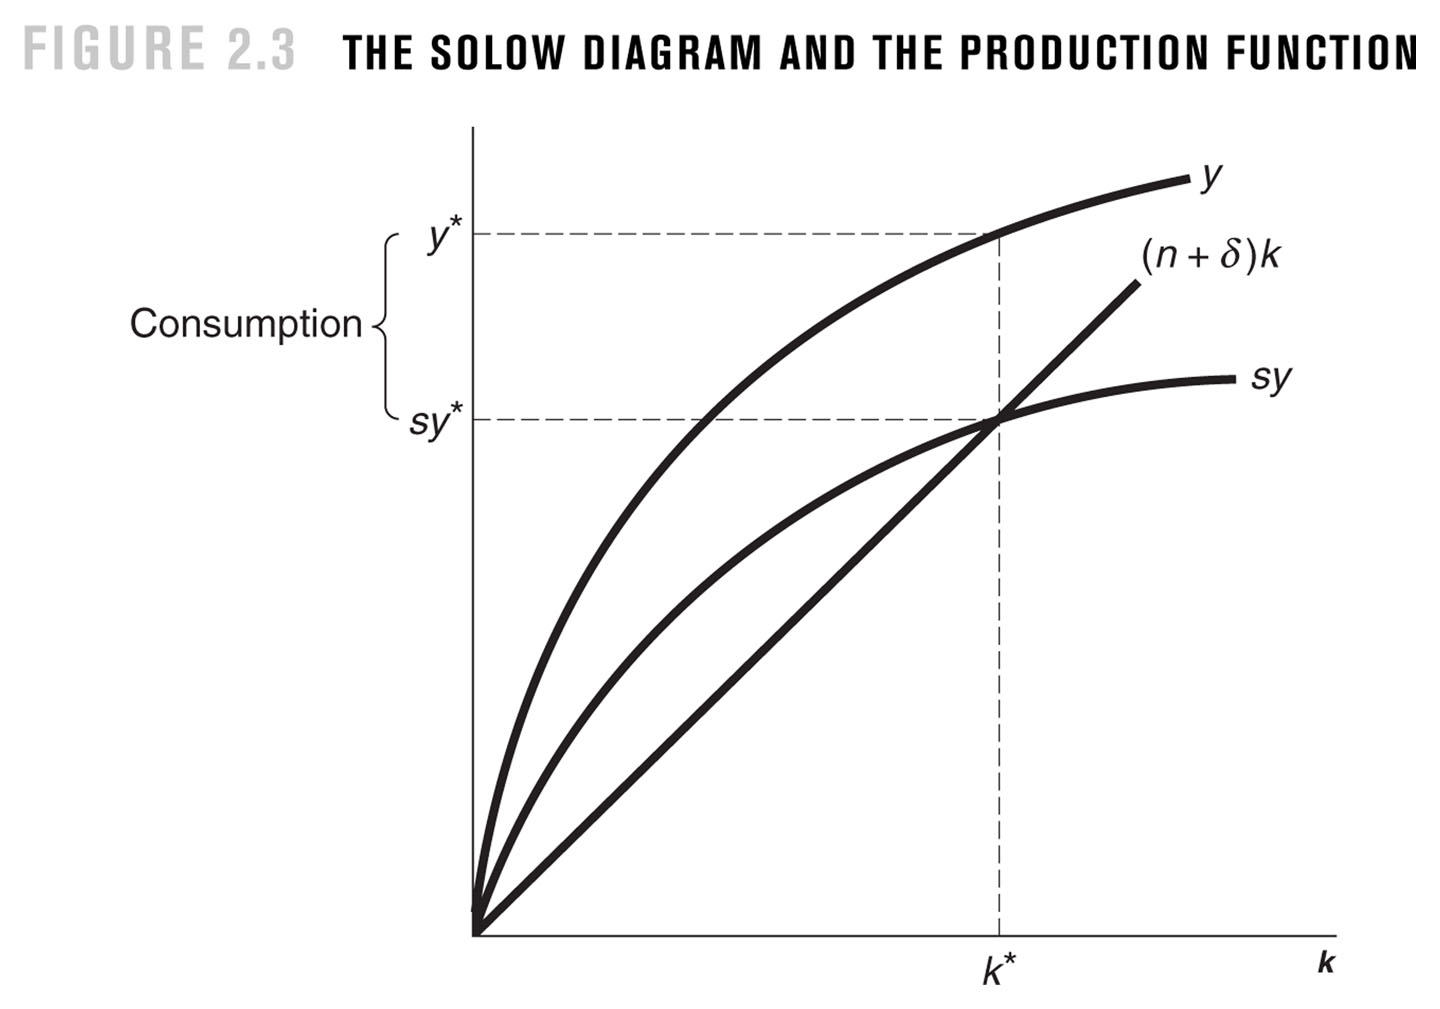 FIGURE 2.3 THE SOLOW DIAGRAM AND THE PRODUCTION FUNCTION
y
y*
(n + δ)k
Consumption
sy
sy*
k*
k